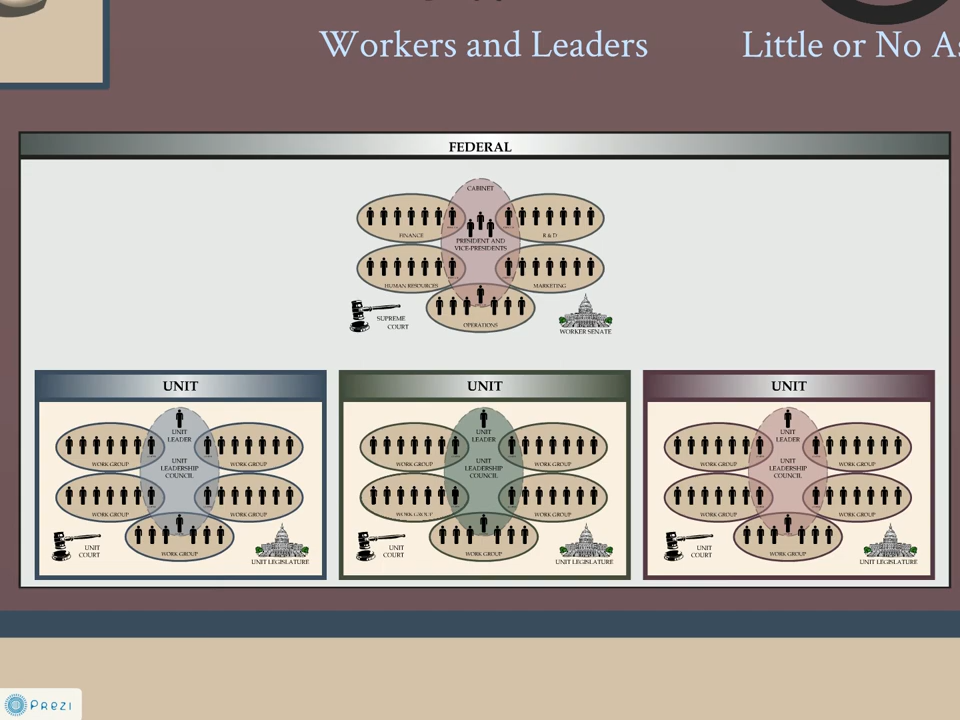 Workers and Leaders
Little or No
FEDERAL
CABINET
FINANCE
R & D
PRESIDENT AND
VICE-PRESIDENTS
HUMAN RESOURCES
MARKETING
OPERATIONS
SUPREME
COURT
WORKER SENATE
UNIT
UNIT
LEADER
WORK GROUP
WORK GROUP
UNIT
LEADERSHIP
COUNCIL
WORK GROUP
WORK GROUP
WORK GROUP
UNIT
COURT
UNIT LEGISLATURE
UNIT
UNIT
LEADER
WORK GROUP
WORK GROUP
UNIT
LEADERSHIP
COUNCIL
WORK GROUP
WORK GROUP
WORK GROUP
UNIT
COURT
UNIT LEGISLATURE
UNIT
UNIT
LEADER
WORK GROUP
WORK GROUP
UNIT
LEADERSHIP
COUNCIL
WORK GROUP
WORK GROUP
WORK GROUP
UNIT
COURT
UNIT LEGISLATURE
Prezi